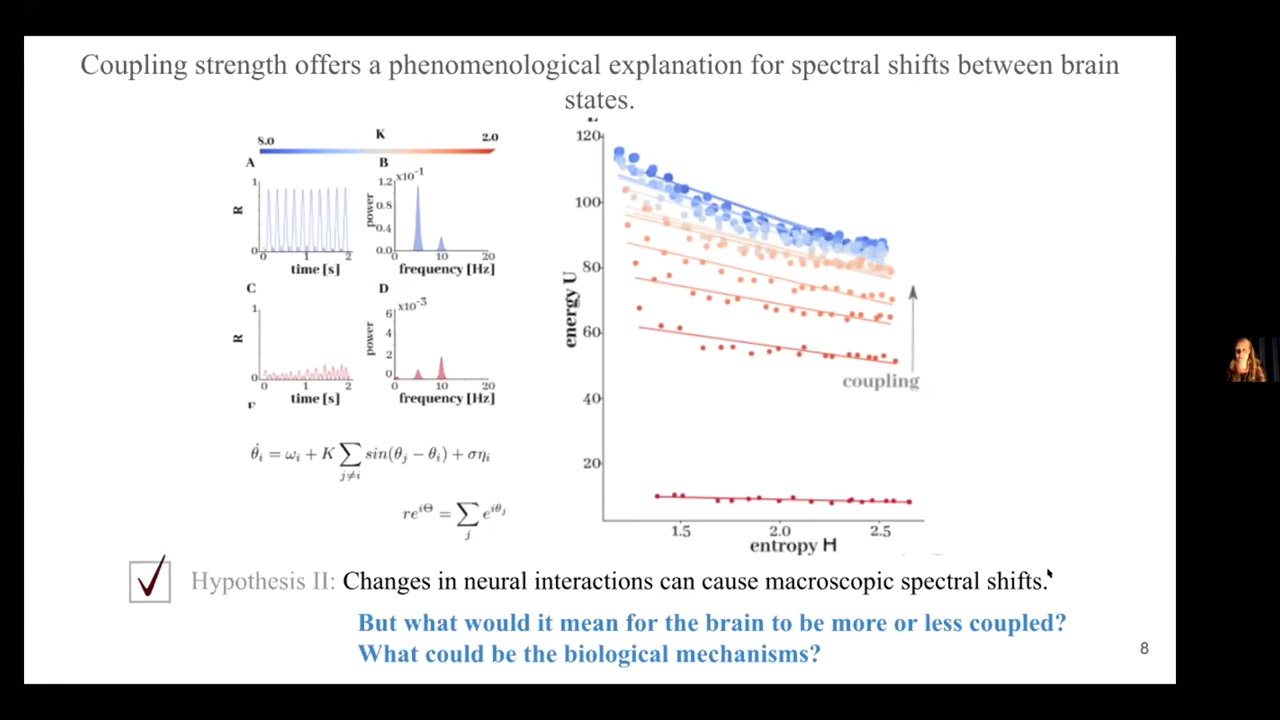 Coupling strength offers a phenomenological explanation for spectral shifts between brain
states.
K
8.0
2.0
A
1
R
0
0
1
2
time [s]
B
x10⁻¹
1.2
0.8
0.4
0.0
power
0
10
20
frequency [Hz]
C
1
R
0
0
1
2
time [s]
D
x10⁻³
6
4
2
0
power
0
10
20
frequency [Hz]
θ̇ᵢ = ωᵢ + K ∑ sin(θⱼ − θᵢ) + σηᵢ
j≠i
reⁱᶿ = ∑ eⁱᶿʲ
j
120
100
80
60
40
20
energy U
1.5
2.0
2.5
entropy H
coupling
Hypothesis II: Changes in neural interactions can cause macroscopic spectral shifts.
But what would it mean for the brain to be more or less coupled?
What could be the biological mechanisms?
8